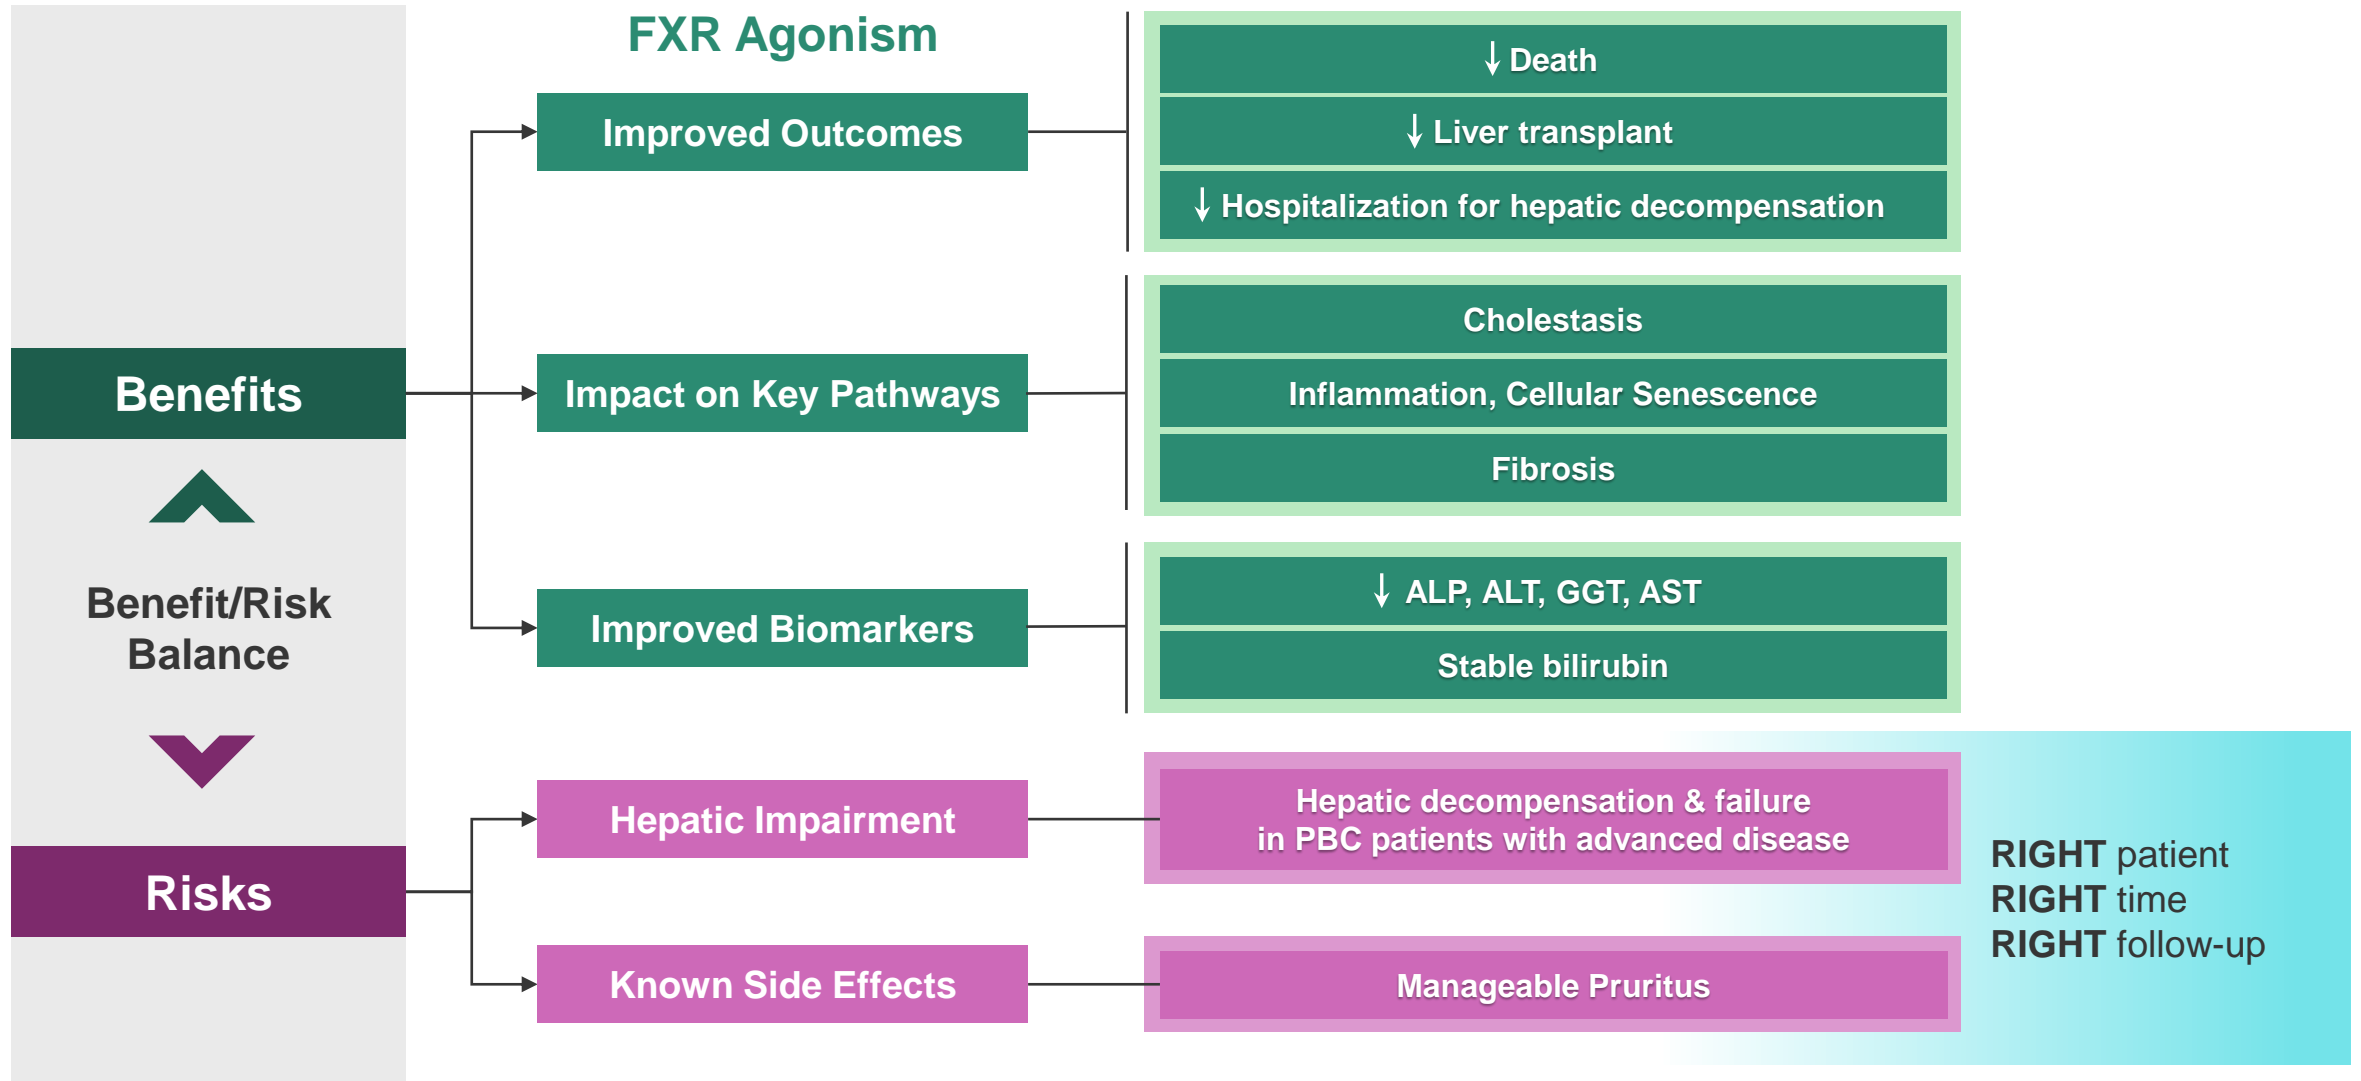 FXR Agonism
Benefits
Benefit/Risk
Balance
Risks
Improved Outcomes
↓ Death
↓ Liver transplant
↓ Hospitalization for hepatic decompensation
Impact on Key Pathways
Cholestasis
Inflammation, Cellular Senescence
Fibrosis
Improved Biomarkers
↓ ALP, ALT, GGT, AST
Stable bilirubin
Hepatic Impairment
Hepatic decompensation & failure
in PBC patients with advanced disease
Known Side Effects
Manageable Pruritus
RIGHT patient
RIGHT time
RIGHT follow-up